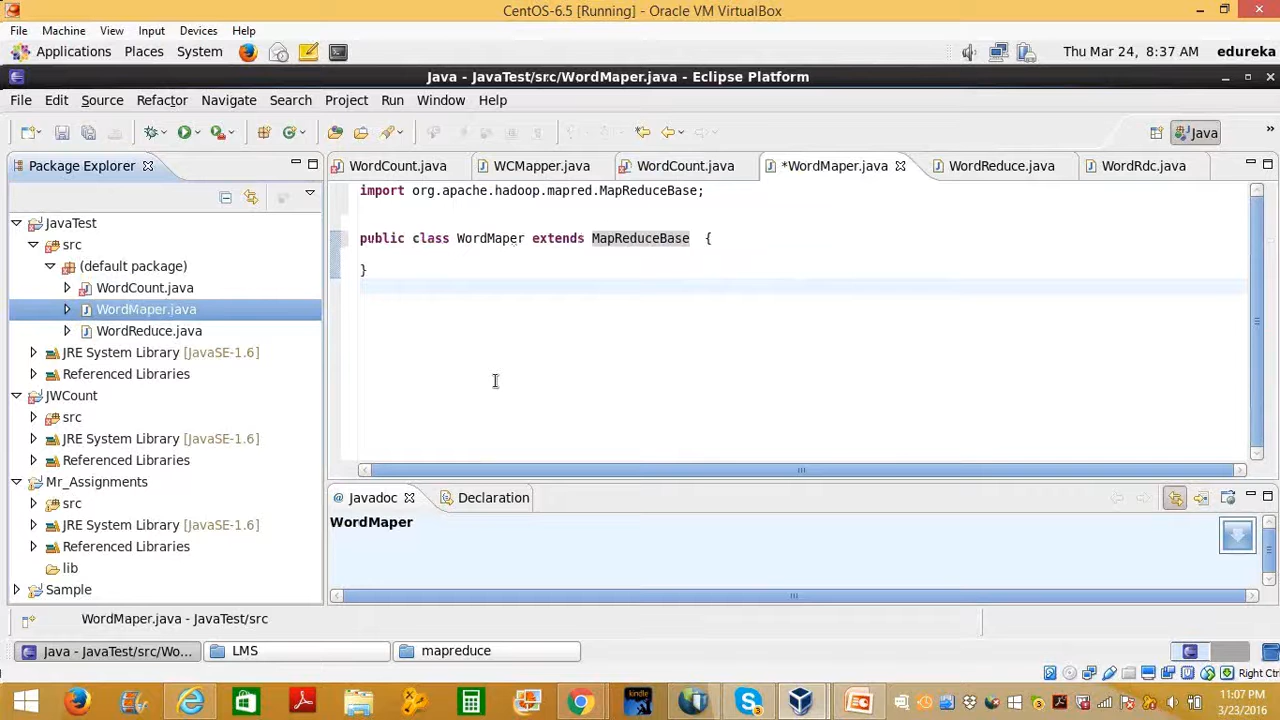 CentOS-6.5 [Running] - Oracle VM VirtualBox
File Machine View Input Devices Help
Applications Places System Thu Mar 24, 8:37 AM edureka
Java - JavaTest/src/WordMaper.java - Eclipse Platform
File Edit Source Refactor Navigate Search Project Run Window Help
Java
Package Explorer
WordCount.java WCMapper.java WordCount.java *WordMaper.java WordReduce.java WordRdc.java
import org.apache.hadoop.mapred.MapReduceBase;
public class WordMaper extends MapReduceBase {
}
JavaTest
src
(default package)
WordCount.java
WordMaper.java
WordReduce.java
JRE System Library [JavaSE-1.6]
Referenced Libraries
JWCount
src
JRE System Library [JavaSE-1.6]
Referenced Libraries
Mr_Assignments
src
JRE System Library [JavaSE-1.6]
Referenced Libraries
lib
Sample
@ Javadoc Declaration
WordMaper
WordMaper.java - JavaTest/src
Java - JavaTest/src/Wo... LMS mapreduce
Right Ctrl
kindle
11:07 PM
3/23/2016